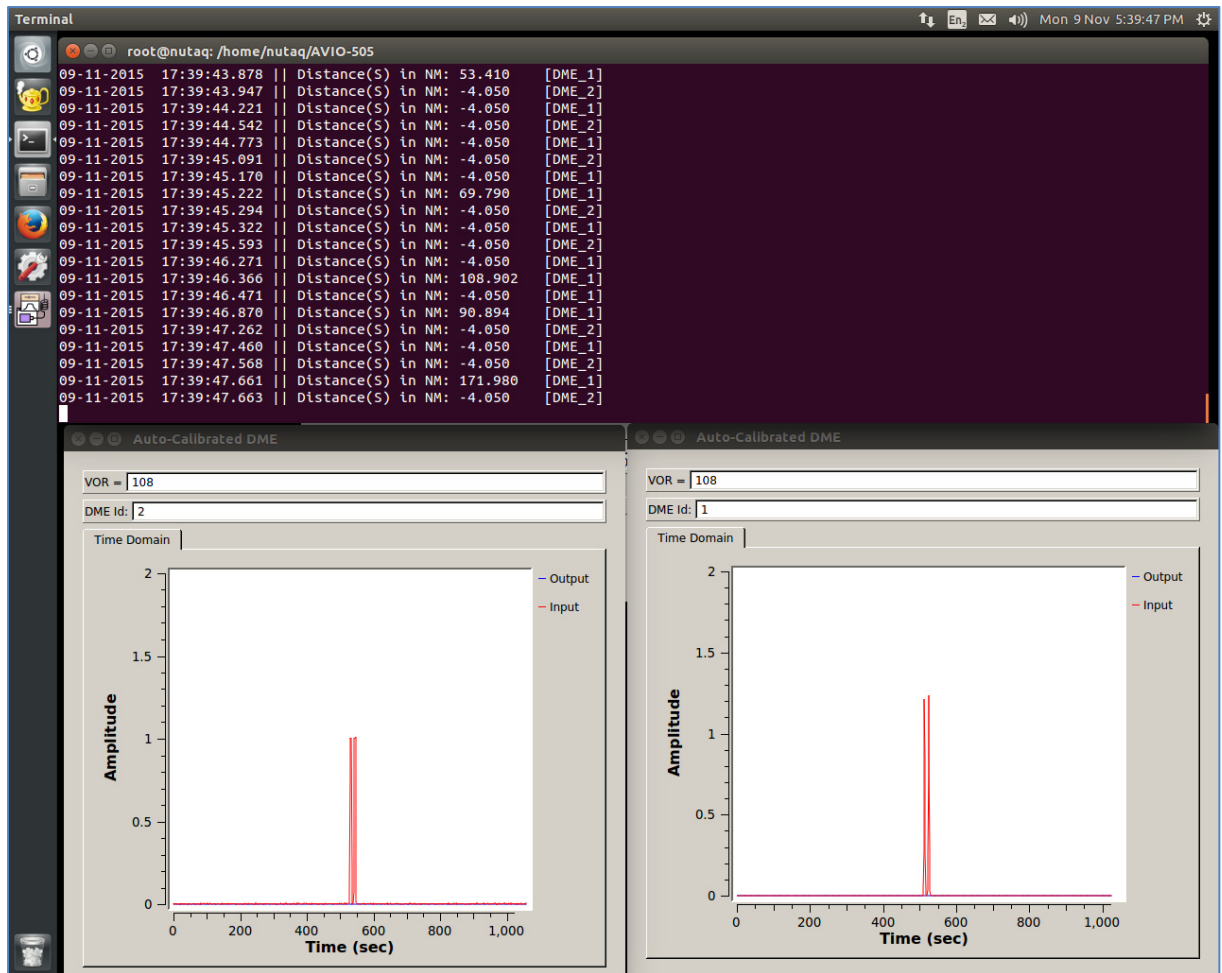 Terminal En2 Mon 9 Nov 5:39:47 PM
root@nutaq: /home/nutaq/AVIO-505
09-11-2015 17:39:43.878 || Distance(S) in NM: 53.410 [DME_1]
09-11-2015 17:39:43.947 || Distance(S) in NM: -4.050 [DME_2]
09-11-2015 17:39:44.221 || Distance(S) in NM: -4.050 [DME_1]
09-11-2015 17:39:44.542 || Distance(S) in NM: -4.050 [DME_2]
09-11-2015 17:39:44.773 || Distance(S) in NM: -4.050 [DME_1]
09-11-2015 17:39:45.091 || Distance(S) in NM: -4.050 [DME_2]
09-11-2015 17:39:45.170 || Distance(S) in NM: -4.050 [DME_1]
09-11-2015 17:39:45.222 || Distance(S) in NM: 69.790 [DME_1]
09-11-2015 17:39:45.294 || Distance(S) in NM: -4.050 [DME_2]
09-11-2015 17:39:45.322 || Distance(S) in NM: -4.050 [DME_1]
09-11-2015 17:39:45.593 || Distance(S) in NM: -4.050 [DME_2]
09-11-2015 17:39:46.271 || Distance(S) in NM: -4.050 [DME_1]
09-11-2015 17:39:46.366 || Distance(S) in NM: 108.902 [DME_1]
09-11-2015 17:39:46.471 || Distance(S) in NM: -4.050 [DME_1]
09-11-2015 17:39:46.870 || Distance(S) in NM: 90.894 [DME_1]
09-11-2015 17:39:47.262 || Distance(S) in NM: -4.050 [DME_2]
09-11-2015 17:39:47.460 || Distance(S) in NM: -4.050 [DME_1]
09-11-2015 17:39:47.568 || Distance(S) in NM: -4.050 [DME_2]
09-11-2015 17:39:47.661 || Distance(S) in NM: 171.980 [DME_1]
09-11-2015 17:39:47.663 || Distance(S) in NM: -4.050 [DME_2]
Auto-Calibrated DME
VOR = 108
DME Id: 2
Time Domain
2
1.5
1
0.5
0
Amplitude
Output
Input
0 200 400 600 800 1,000
Time (sec)
Auto-Calibrated DME
VOR = 108
DME Id: 1
Time Domain
2
1.5
1
0.5
0
Amplitude
Output
Input
0 200 400 600 800 1,000
Time (sec)